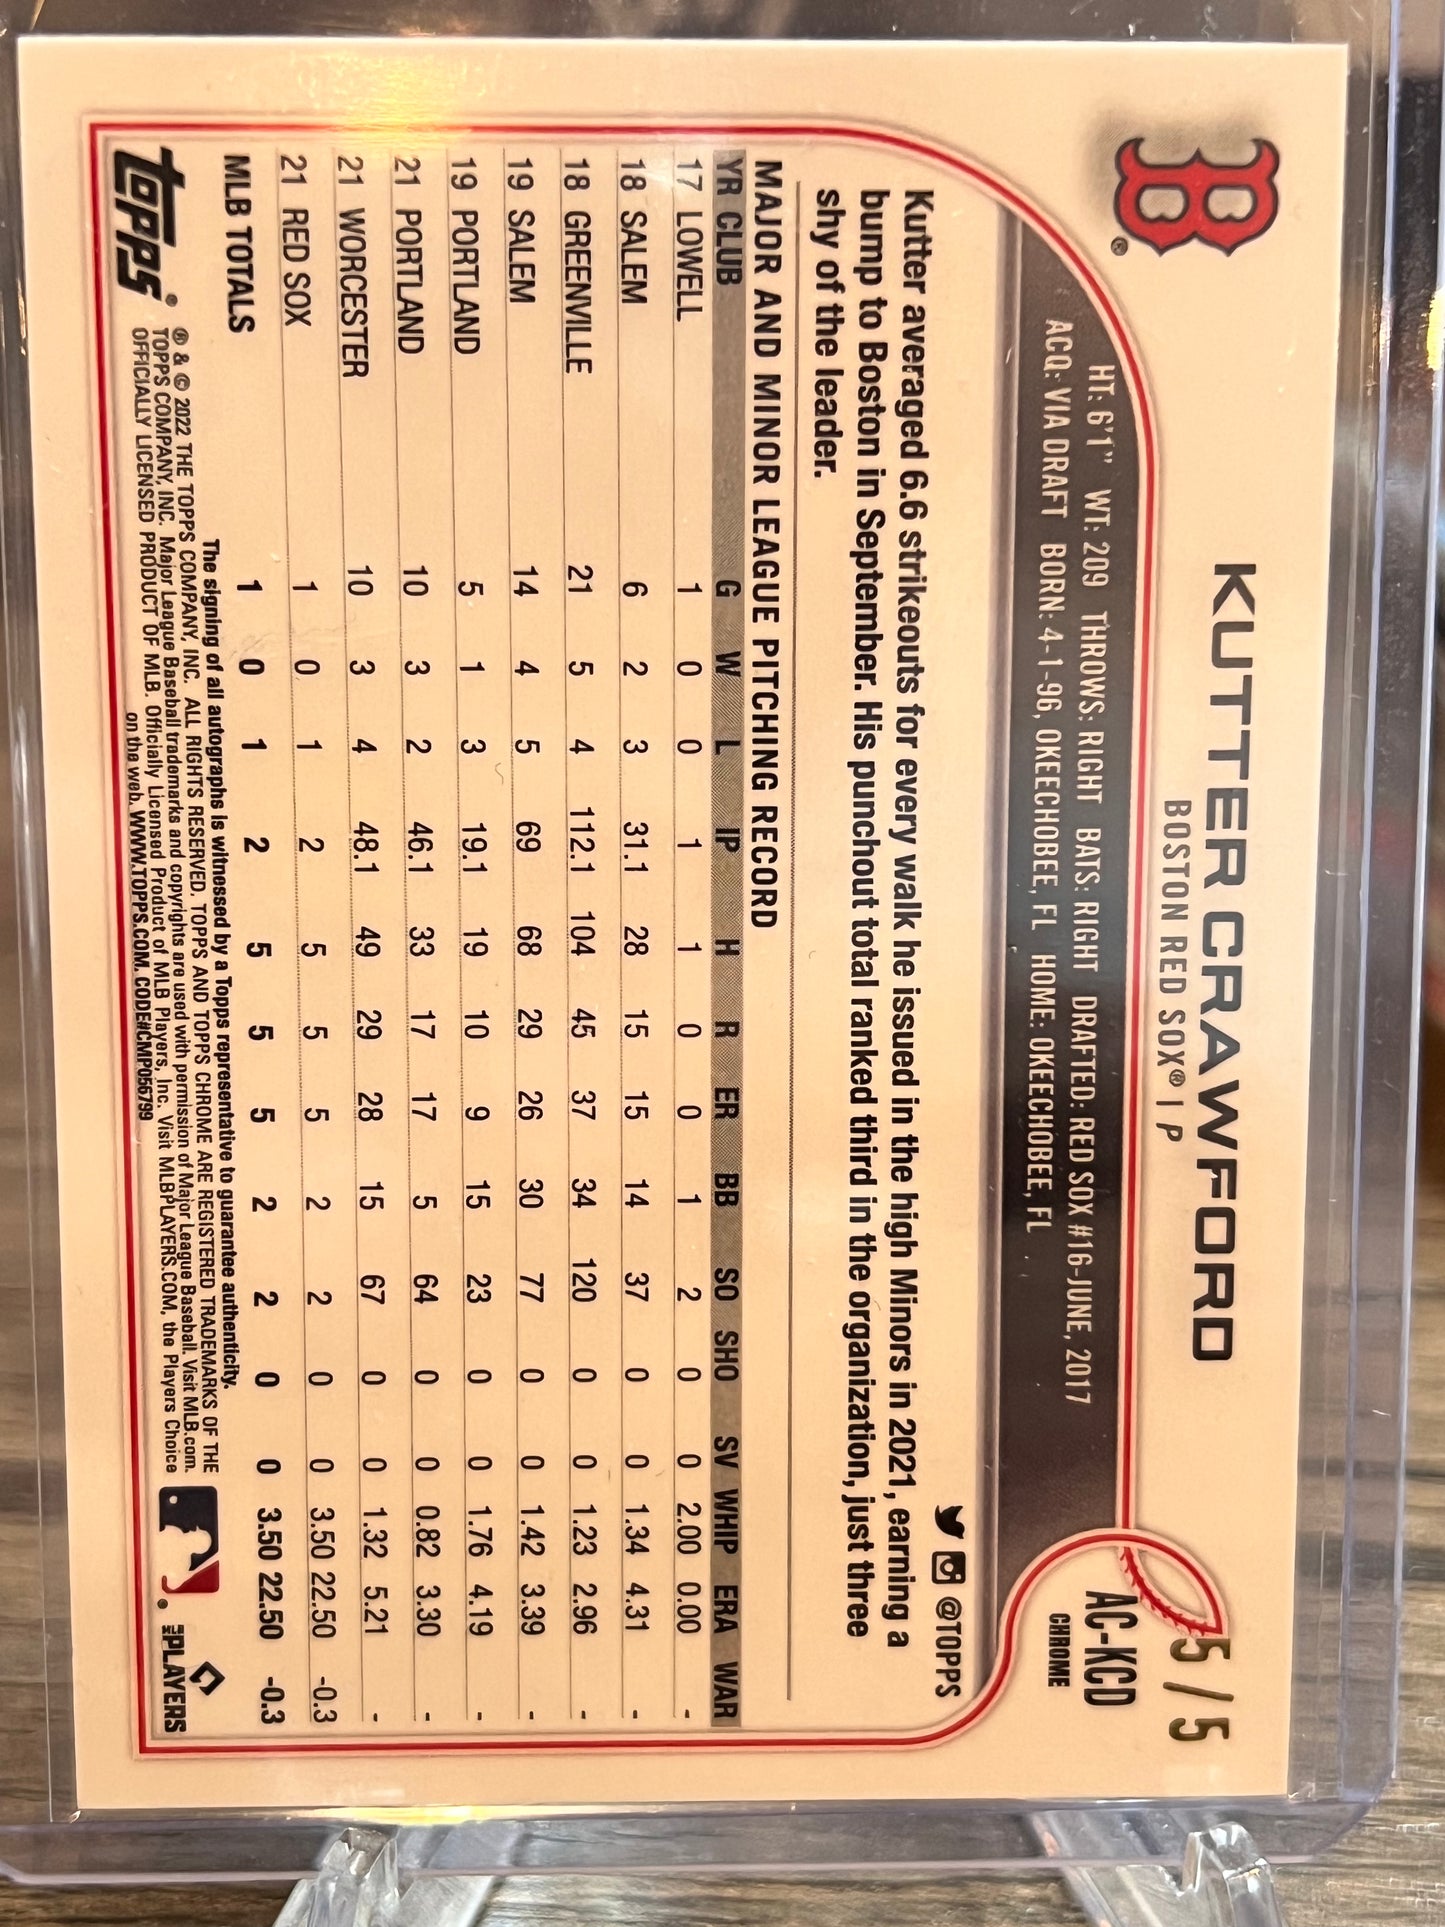 B®
KUTTER CRAWFORD
BOSTON RED SOX® | P
5/5
AC-KCD
CHROME
HT: 6'1" WT: 209 THROWS: RIGHT BATS: RIGHT DRAFTED: RED SOX #16-JUNE, 2017
ACQ: VIA DRAFT BORN: 4-1-96, OKEECHOBEE, FL HOME: OKEECHOBEE, FL
@TOPPS
Kutter averaged 6.6 strikeouts for every walk he issued in the high Minors in 2021, earning a
bump to Boston in September. His punchout total ranked third in the organization, just three
shy of the leader.
MAJOR AND MINOR LEAGUE PITCHING RECORD
YR CLUB G W L IP H R ER BB SO SHO SV WHIP ERA WAR
17 LOWELL 1 0 0 1 1 0 0 1 2 0 0 2.00 0.00 -
18 SALEM 6 2 3 31.1 28 15 15 14 37 0 0 1.34 4.31 -
18 GREENVILLE 21 5 4 112.1 104 45 37 34 120 0 0 1.23 2.96 -
19 SALEM 14 4 5 69 68 29 26 30 77 0 0 1.42 3.39 -
19 PORTLAND 5 1 3 19.1 19 10 9 15 23 0 0 1.76 4.19 -
21 PORTLAND 10 3 2 46.1 33 17 17 5 64 0 0 0.82 3.30 -
21 WORCESTER 10 3 4 48.1 49 29 28 15 67 0 0 1.32 5.21 -
21 RED SOX 1 0 1 2 5 5 5 2 2 0 0 3.50 22.50 -0.3
MLB TOTALS 1 0 1 2 5 5 5 2 2 0 0 3.50 22.50 -0.3
The signing of all autographs is witnessed by a Topps representative to guarantee authenticity.
® & © 2022 THE TOPPS COMPANY, INC. ALL RIGHTS RESERVED. TOPPS AND TOPPS CHROME ARE REGISTERED TRADEMARKS OF THE
TOPPS COMPANY, INC. Major League Baseball trademarks and copyrights are used with permission of Major League Baseball. Visit MLB.com.
OFFICIALLY LICENSED PRODUCT OF MLB. Officially Licensed Product of MLB Players, Inc. Visit MLBPLAYERS.COM, the Players Choice
on the web. WWW.TOPPS.COM. CODE#CMP056799
topps®
MLB PLAYERS